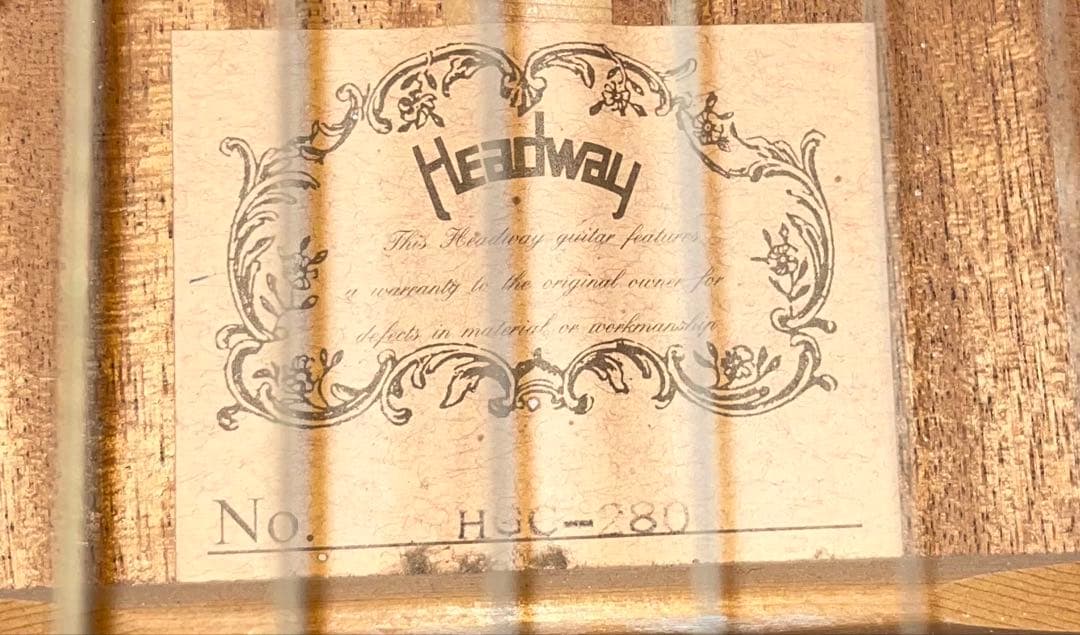 Headway
This Headway guitar features
a warranty to the original owner for
defects in material or workmanship
No. HGC-280